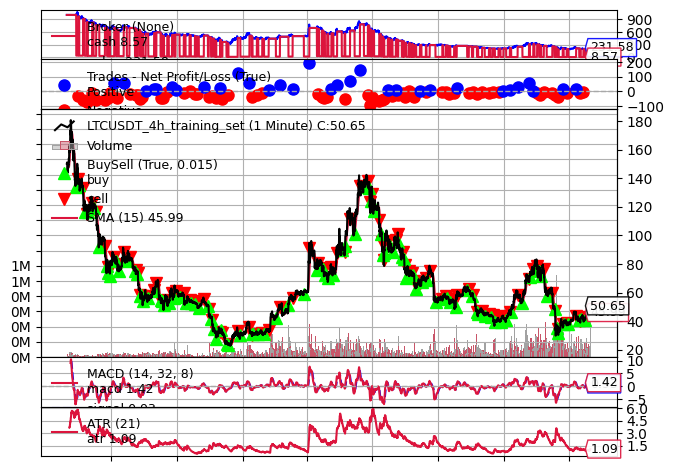 Broker (None)
cash 8.57
900
600
231.58
8.57
200
100
0
−100
Trades - Net Profit/Loss (True)
Positive
Negative
LTCUSDT_4h_training_set (1 Minute) C:50.65
Volume
BuySell (True, 0.015)
buy
sell
SMA (15) 45.99
180
160
140
120
100
80
60
50.65
40
20
1M
1M
0M
0M
0M
0M
0M
MACD (14, 32, 8)
macd 1.42
10
5
1.42
0
−5
ATR (21)
atr 1.09
6.0
4.5
3.0
1.5
1.09